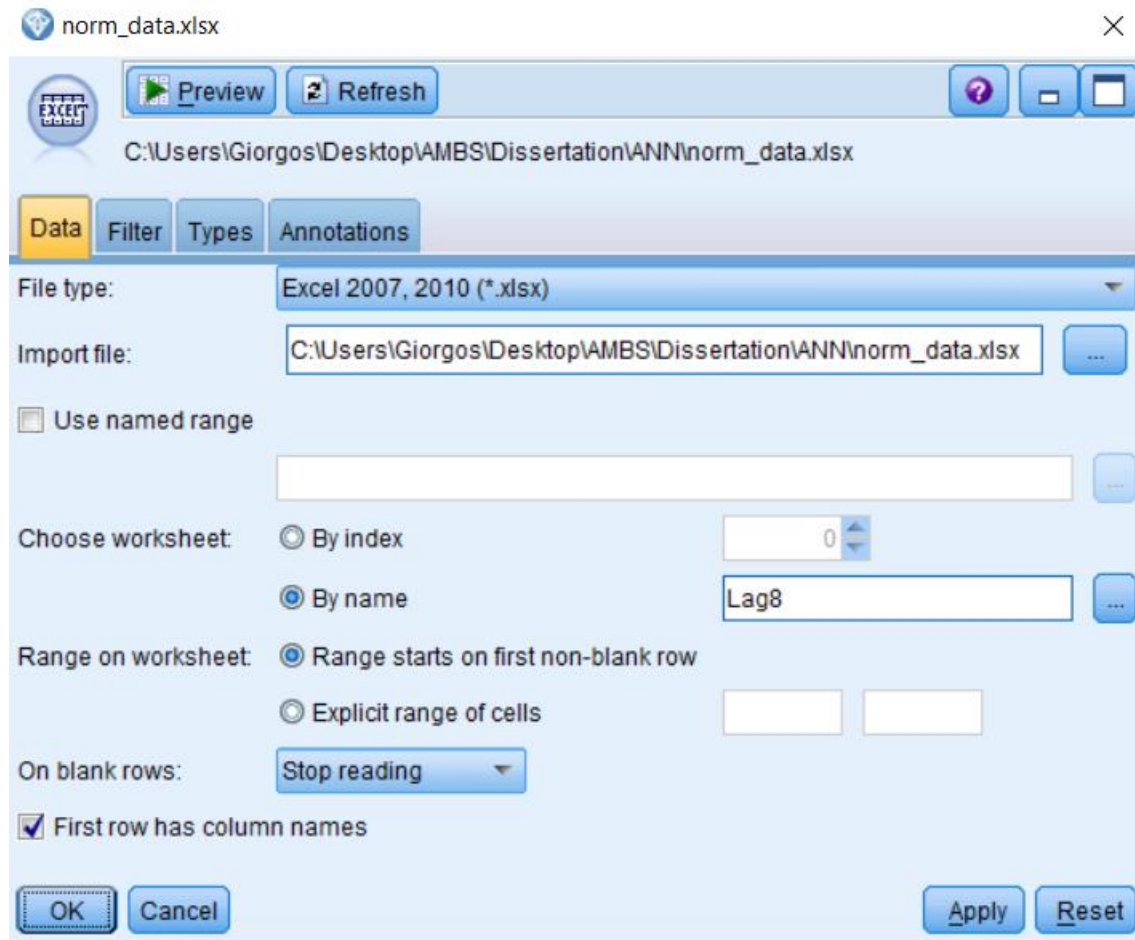 norm_data.xlsx
EXCEL
Preview Refresh
C:\Users\Giorgos\Desktop\AMBS\Dissertation\ANN\norm_data.xlsx
Data Filter Types Annotations
File type: Excel 2007, 2010 (*.xlsx)
Import file: C:\Users\Giorgos\Desktop\AMBS\Dissertation\ANN\norm_data.xlsx ...
Use named range
...
Choose worksheet: By index 0
By name Lag8 ...
Range on worksheet: Range starts on first non-blank row
Explicit range of cells
On blank rows: Stop reading
First row has column names
OK Cancel Apply Reset